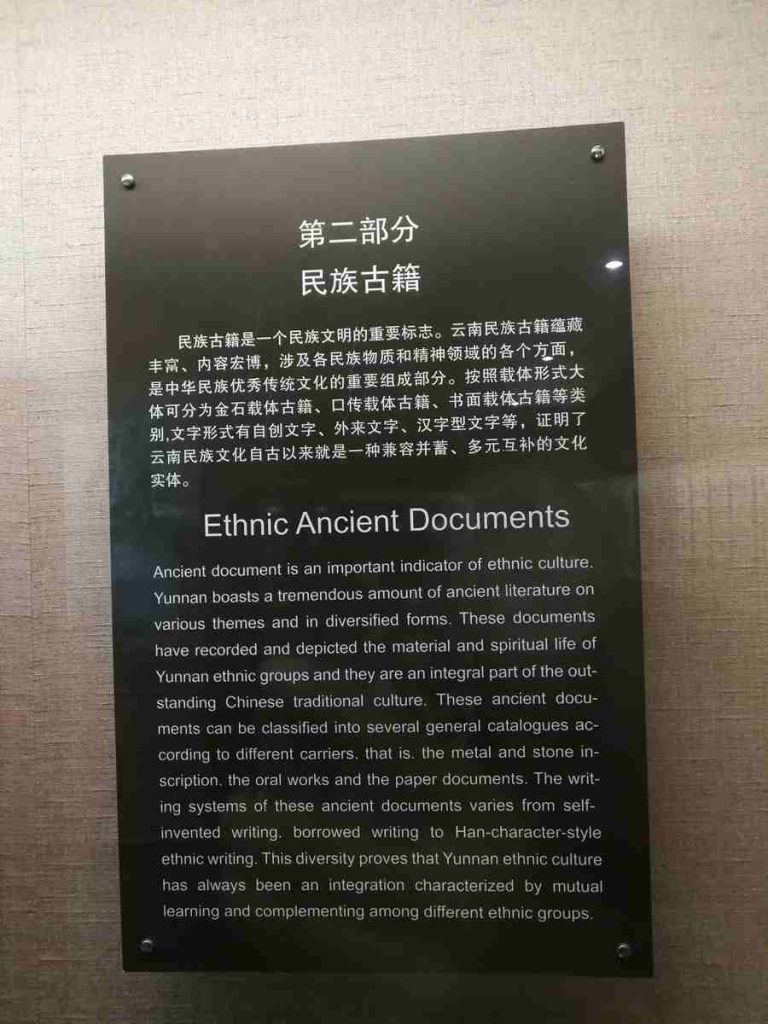 第二部分
民族古籍
民族古籍是一个民族文明的重要标志。云南民族古籍蕴藏
丰富、内容宏博，涉及各民族物质和精神领域的各个方面，
是中华民族优秀传统文化的重要组成部分。按照载体形式大
体可分为金石载体古籍、口传载体古籍、书面载体古籍等类
别,文字形式有自创文字、外来文字、汉字型文字等，证明了
云南民族文化自古以来就是一种兼容并蓄、多元互补的文化
实体。
Ethnic Ancient Documents
Ancient document is an important indicator of ethnic culture.
Yunnan boasts a tremendous amount of ancient literature on
various themes and in diversified forms. These documents
have recorded and depicted the material and spiritual life of
Yunnan ethnic groups and they are an integral part of the out-
standing Chinese traditional culture. These ancient docu-
ments can be classified into several general catalogues ac-
cording to different carriers. that is. the metal and stone in-
scription. the oral works and the paper documents. The writ-
ing systems of these ancient documents varies from self-
invented writing. borrowed writing to Han-character-style
ethnic writing. This diversity proves that Yunnan ethnic culture
has always been an integration characterized by mutual
learning and complementing among different ethnic groups.